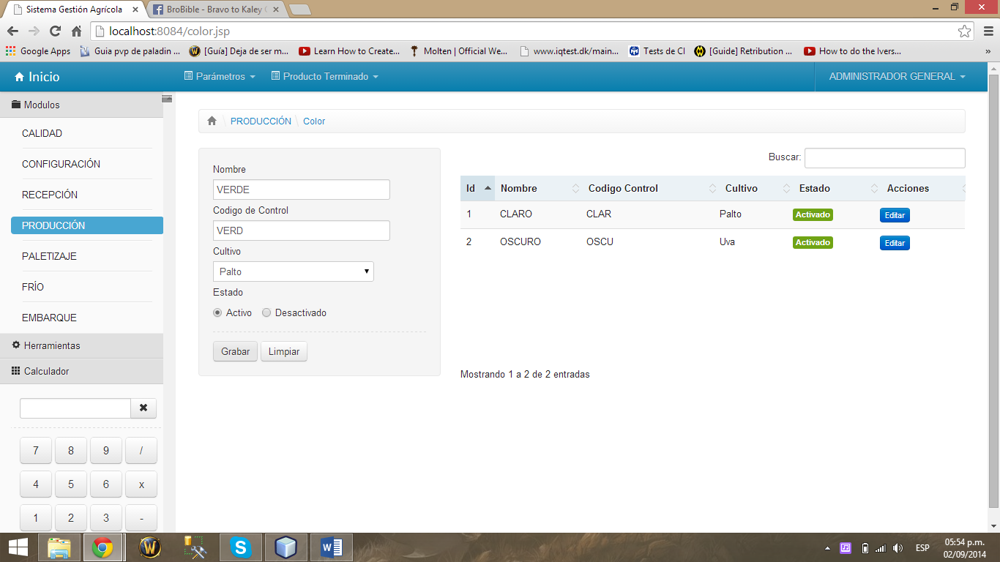 Sistema Gestión Agrícola
BroBible - Bravo to Kaley
localhost:8084/color.jsp
Google Apps
Guia pvp de paladin ...
[Guía] Deja de ser m...
Learn How to Create...
Molten | Official We...
www.iqtest.dk/main...
Tests de CI
[Guide] Retribution ...
How to do the Ivers...
»
Inicio
Parámetros
Producto Terminado
ADMINISTRADOR GENERAL
Modulos
CALIDAD
CONFIGURACIÓN
RECEPCIÓN
PRODUCCIÓN
PALETIZAJE
FRÍO
EMBARQUE
Herramientas
Calculador
7 8 9 /
4 5 6 x
1 2 3 -
PRODUCCIÓN \ Color
Nombre
VERDE
Codigo de Control
VERD
Cultivo
Palto
Estado
Activo Desactivado
Grabar Limpiar
Buscar:
Id Nombre Codigo Control Cultivo Estado Acciones
1 CLARO CLAR Palto Activado Editar
2 OSCURO OSCU Uva Activado Editar
Mostrando 1 a 2 de 2 entradas
ESP
05:54 p.m.
02/09/2014